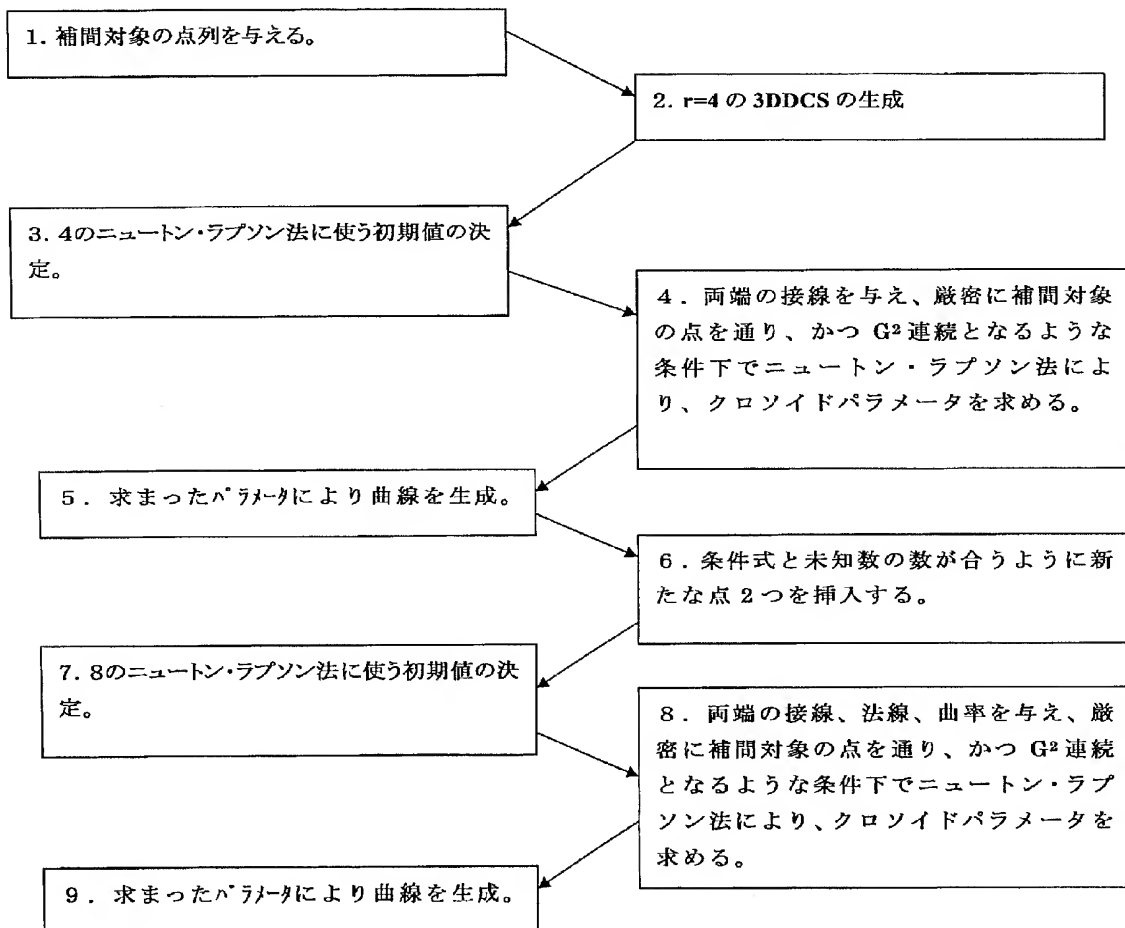 1. 補間対象の点列を与える。
2. r=4 の 3DDCS の生成
3. 4のニュートン・ラプソン法に使う初期値の決
定。
4．両端の接線を与え、厳密に補間対象
の点を通り、かつ G² 連続となるような
条件下でニュートン・ラプソン法によ
り、クロソイドパラメータを求める。
5．求まったﾊﾟﾗﾒｰﾀにより曲線を生成。
6．条件式と未知数の数が合うように新
たな点 2 つを挿入する。
7. 8のニュートン・ラプソン法に使う初期値の決
定。
8．両端の接線、法線、曲率を与え、厳
密に補間対象の点を通り、かつ G² 連続
となるような条件下でニュートン・ラプ
ソン法により、クロソイドパラメータを
求める。
9．求まったﾊﾟﾗﾒｰﾀにより曲線を生成。